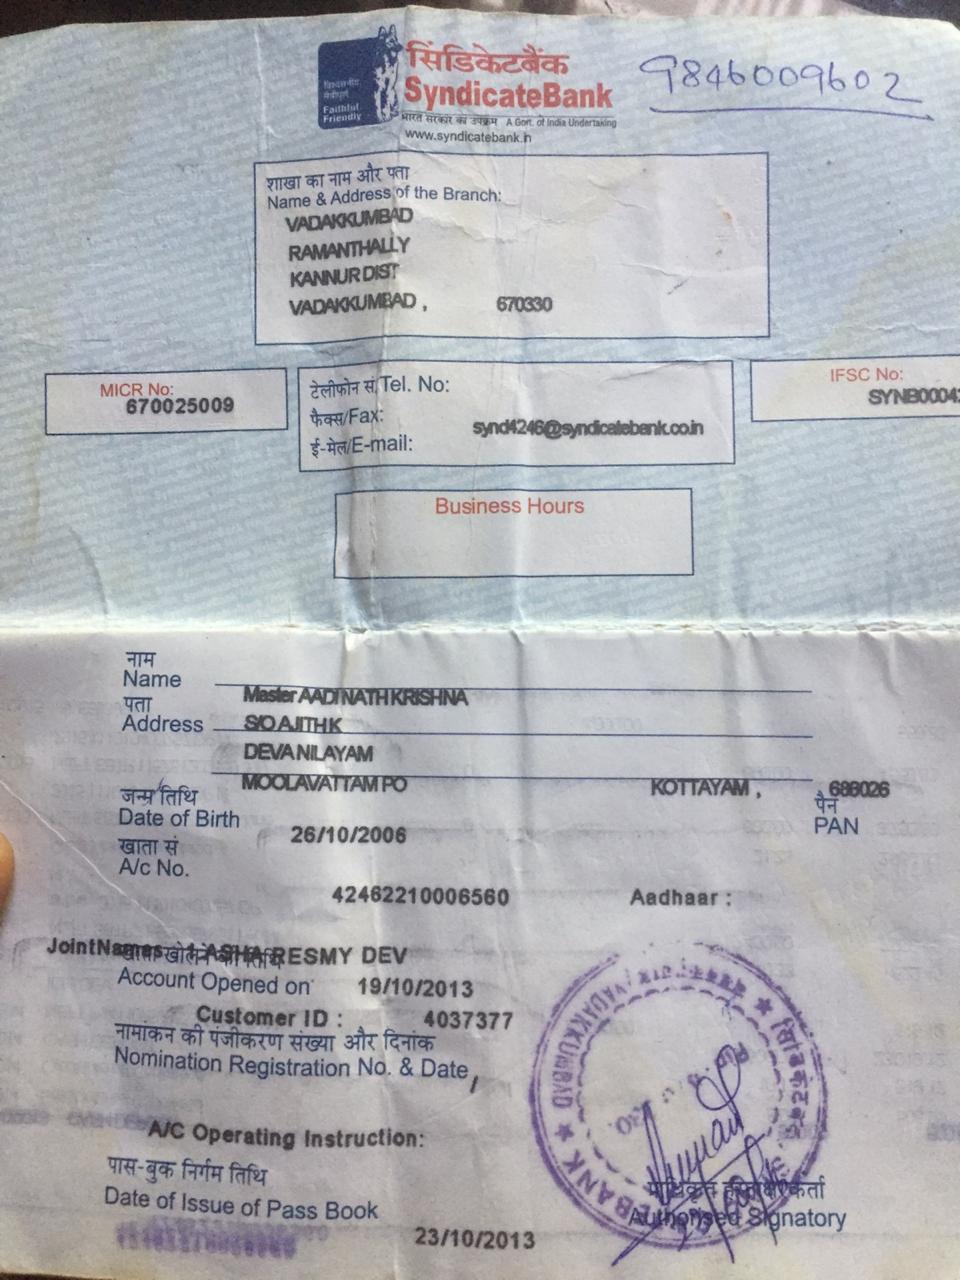 विश्वसनीय, मैत्रीपूर्ण
Faithful Friendly
सिंडिकेटबैंक
SyndicateBank
भारत सरकार का उपक्रम A Govt. of India Undertaking
www.syndicatebank.in
9846009602
शाखा का नाम और पता
Name & Address of the Branch:
VADAKKUMBAD
RAMANTHALLY
KANNUR DIST
VADAKKUMBAD , 670330
MICR No:
670025009
टेलीफोन सं. Tel. No:
फैक्स/Fax:
ई-मेल/E-mail:
synd4246@syndicatebank.co.in
IFSC No:
SYNB0004
Business Hours
नाम
Name
Master AADINATH KRISHNA
पता
Address
S/O AJITH K
DEVANILAYAM
MOOLAVATTAM PO KOTTAYAM , 686026
जन्म तिथि
Date of Birth
26/10/2006
पैन
PAN
खाता सं
A/c No.
42462210006560
Aadhaar :
Joint Names 1 ASHA RESMY DEV
खाता खोलने की तिथि
Account Opened on 19/10/2013
Customer ID : 4037377
नामांकन की पंजीकरण संख्या और दिनांक
Nomination Registration No. & Date
A/C Operating Instruction:
पास-बुक निर्गम तिथि
Date of Issue of Pass Book
23/10/2013
VADAKKUMBAD
BANK
प्राधिकृत हस्ताक्षरकर्ता
Authorised Signatory